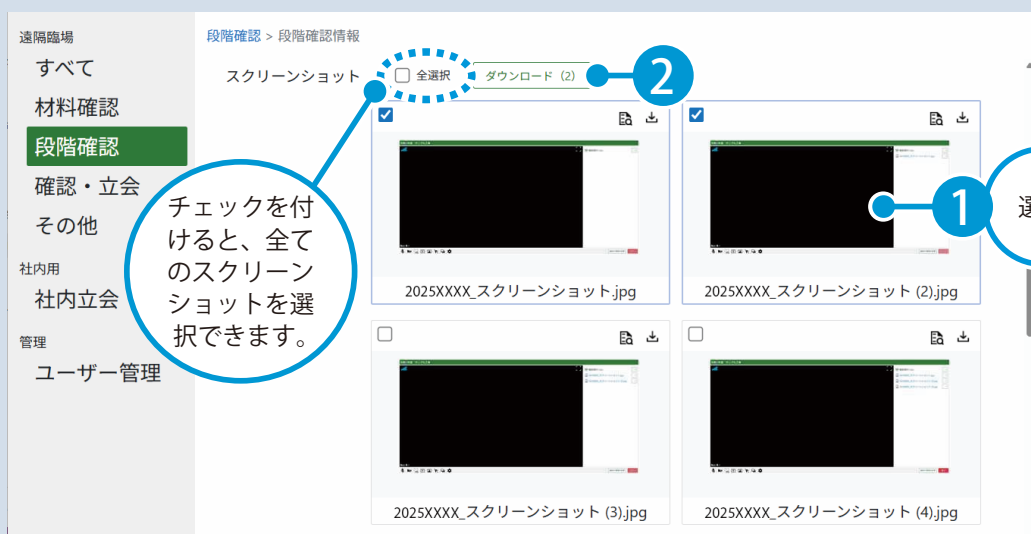 遠隔臨場
すべて
材料確認
段階確認
確認・立会
その他
社内用
社内立会
管理
ユーザー管理
段階確認 > 段階確認情報
スクリーンショット
全選択
ダウンロード（2）
2
1
チェックを付
けると、全て
のスクリーン
ショットを選
択できます。
2025XXXX_スクリーンショット.jpg
2025XXXX_スクリーンショット (2).jpg
2025XXXX_スクリーンショット (3).jpg
2025XXXX_スクリーンショット (4).jpg